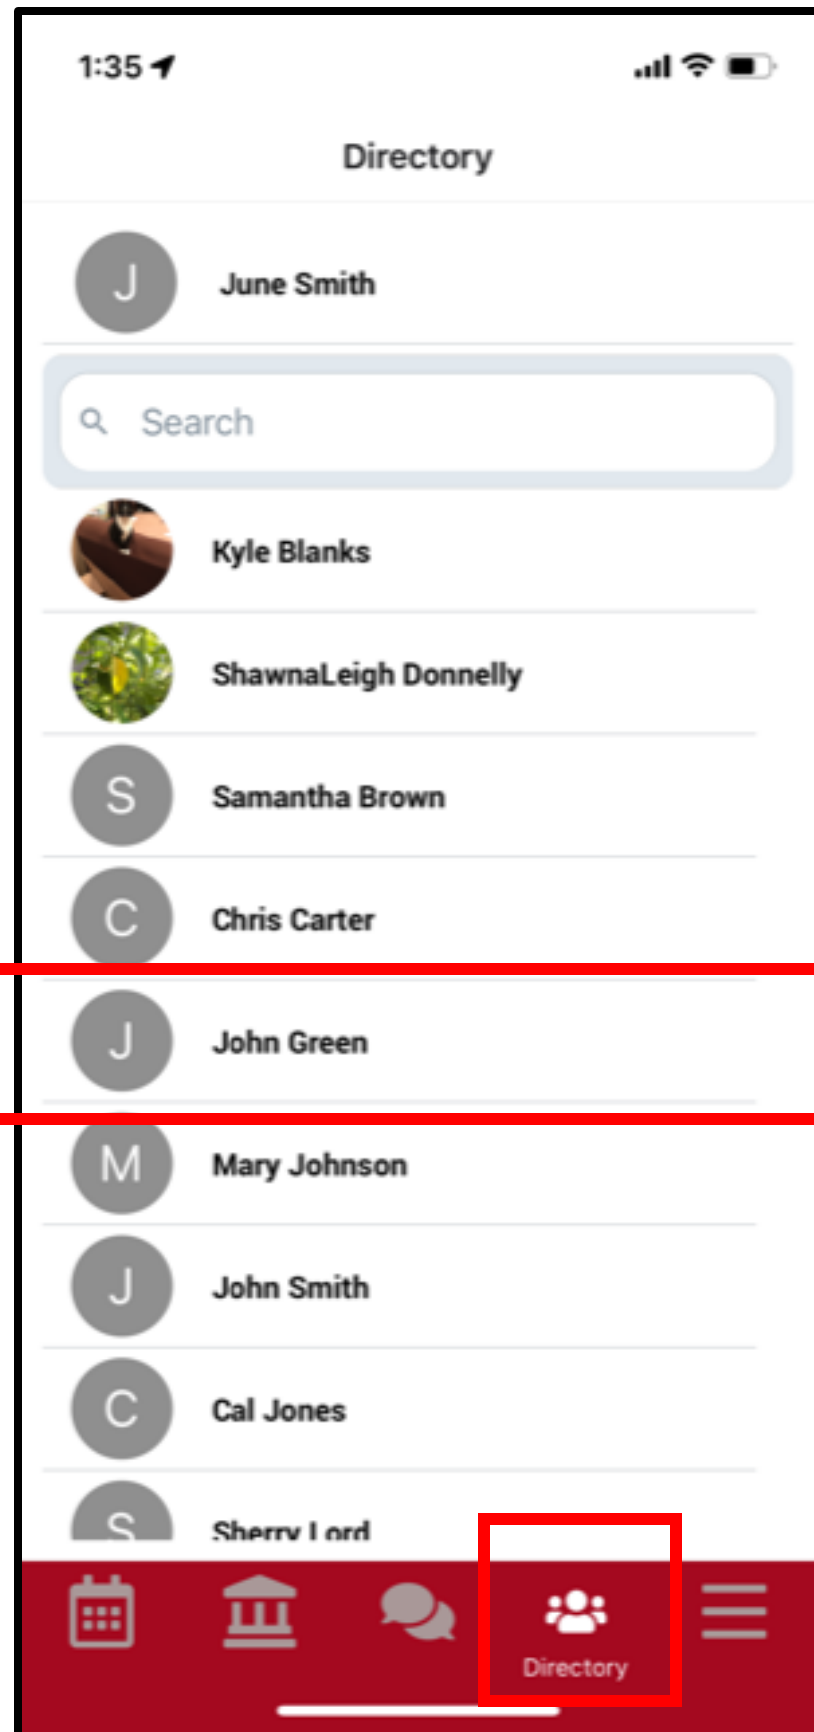 1:35
Directory
J June Smith
Search
Kyle Blanks
ShawnaLeigh Donnelly
S Samantha Brown
C Chris Carter
J John Green
M Mary Johnson
J John Smith
C Cal Jones
S Sherry Lord
Directory